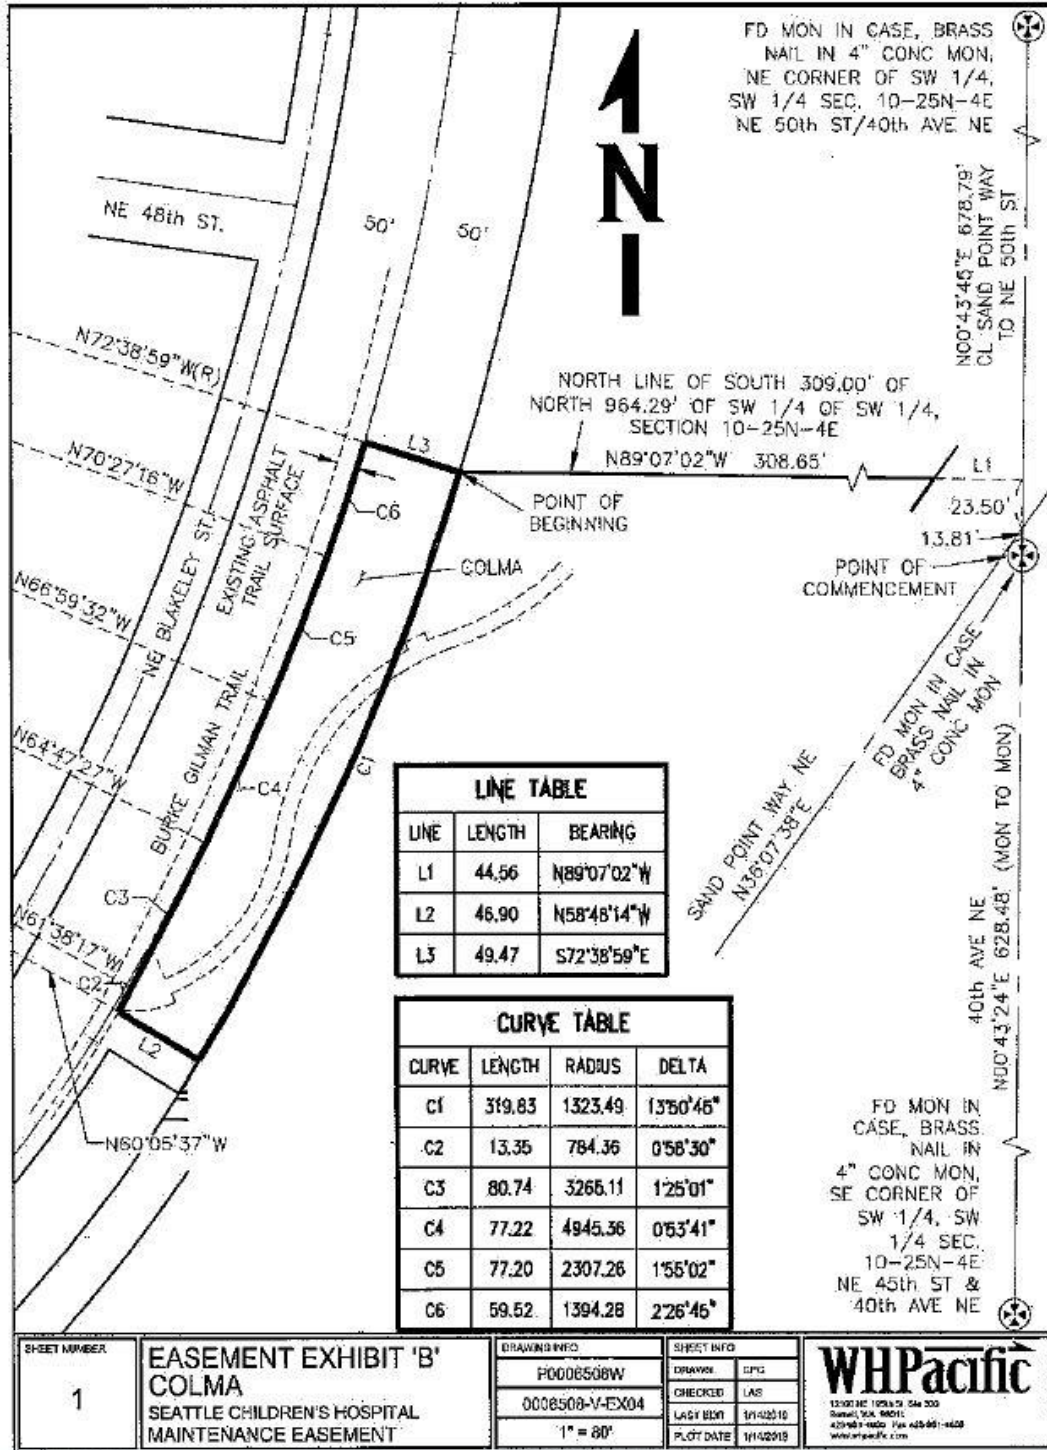 FD MON IN CASE, BRASS
NAIL IN 4" CONC MON,
NE CORNER OF SW 1/4,
SW 1/4 SEC. 10-25N-4E
NE 50th ST/40th AVE NE
N00°43'45"E 678.79'
CL SAND POINT WAY
TO NE 50th ST
N
NE 48th ST.
50'
50'
N72°38'59"W(R)
N70°27'16"W
N66°59'32"W
N64°47'27"W
N61°38'17"W
N60°05'37"W
NE BLAKELEY ST.
EXISTING ASPHALT
TRAIL SURFACE
BURKE GILMAN TRAIL
L3
NORTH LINE OF SOUTH 309.00' OF
NORTH 964.29' OF SW 1/4 OF SW 1/4,
SECTION 10-25N-4E
N89°07'02"W 308.65'
L1
23.50'
13.81'
POINT OF
BEGINNING
POINT OF
COMMENCEMENT
COLMA
C6
C5
C4
C3
C2
C1
L2
FD MON IN CASE
BRASS NAIL IN
4" CONC MON
SAND POINT WAY NE
N36°07'38"E
40th AVE NE
N00°43'24"E 628.48' (MON TO MON)
LINE TABLE
LINE LENGTH BEARING
L1 44.56 N89°07'02"W
L2 46.90 N58°48'14"W
L3 49.47 S72°38'59"E
CURVE TABLE
CURVE LENGTH RADIUS DELTA
C1 319.83 1323.49 13°50'46"
C2 13.35 784.36 0°58'30"
C3 80.74 3265.11 1°25'01"
C4 77.22 4945.36 0°53'41"
C5 77.20 2307.26 1°55'02"
C6 59.52 1394.28 2°26'45"
FD MON IN
CASE, BRASS
NAIL IN
4" CONC MON,
SE CORNER OF
SW 1/4, SW
1/4 SEC.
10-25N-4E
NE 45th ST &
40th AVE NE
SHEET NUMBER
1
EASEMENT EXHIBIT 'B'
COLMA
SEATTLE CHILDREN'S HOSPITAL
MAINTENANCE EASEMENT
DRAWING INFO
P0006508W
0006508-V-EX04
1" = 80'
SHEET INFO
DRAWN
CHECKED LAS
LAST EDIT 1/14/2019
PLOT DATE 1/14/2019
WHPacific
www.whpacific.com